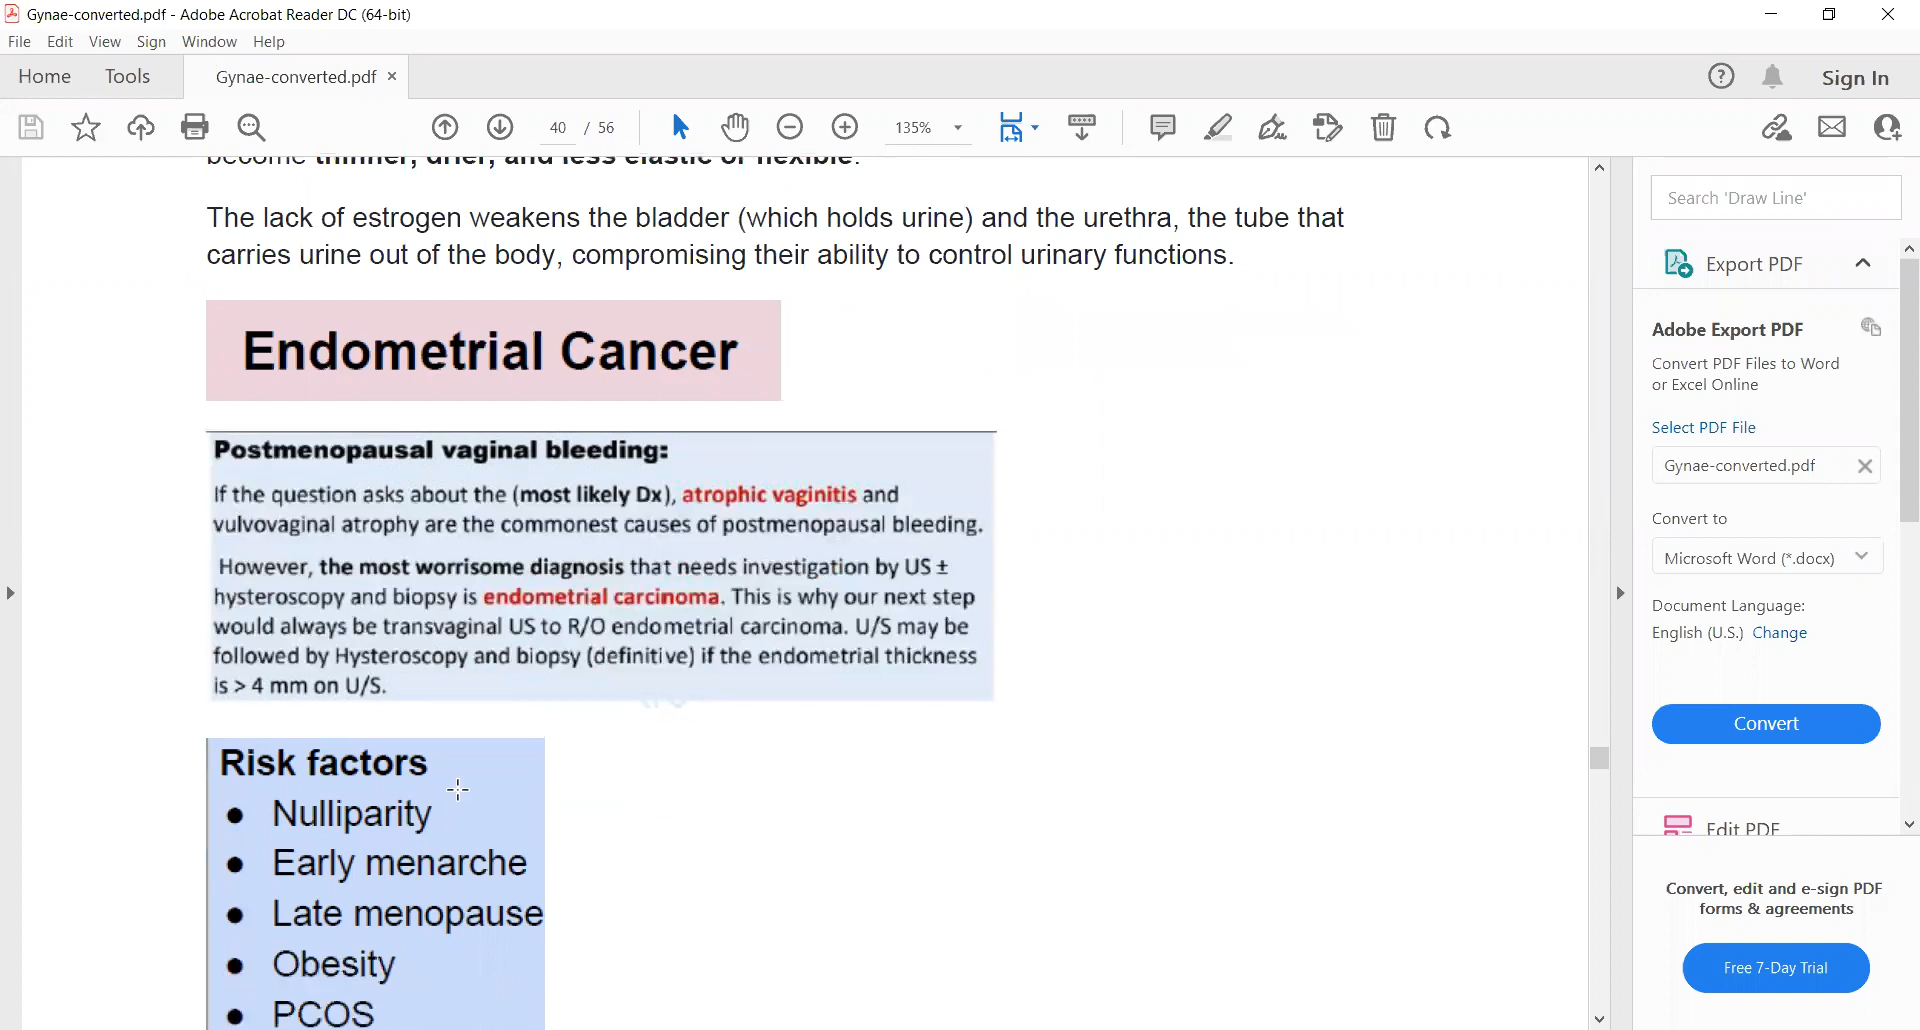 Gynae-converted.pdf - Adobe Acrobat Reader DC (64-bit)
File Edit View Sign Window Help
Home Tools Gynae-converted.pdf × Sign In
40 / 56 135%
become thinner, drier, and less elastic or flexible.
The lack of estrogen weakens the bladder (which holds urine) and the urethra, the tube that
carries urine out of the body, compromising their ability to control urinary functions.
Endometrial Cancer
Postmenopausal vaginal bleeding:
If the question asks about the (most likely Dx), atrophic vaginitis and
vulvovaginal atrophy are the commonest causes of postmenopausal bleeding.
However, the most worrisome diagnosis that needs investigation by US ±
hysteroscopy and biopsy is endometrial carcinoma. This is why our next step
would always be transvaginal US to R/O endometrial carcinoma. U/S may be
followed by Hysteroscopy and biopsy (definitive) if the endometrial thickness
is > 4 mm on U/S.
Risk factors
● Nulliparity
● Early menarche
● Late menopause
● Obesity
● PCOS
Search 'Draw Line'
Export PDF
Adobe Export PDF
Convert PDF Files to Word
or Excel Online
Select PDF File
Gynae-converted.pdf
Convert to
Microsoft Word (*.docx)
Document Language:
English (U.S.) Change
Convert
Edit PDF
Convert, edit and e-sign PDF
forms & agreements
Free 7-Day Trial